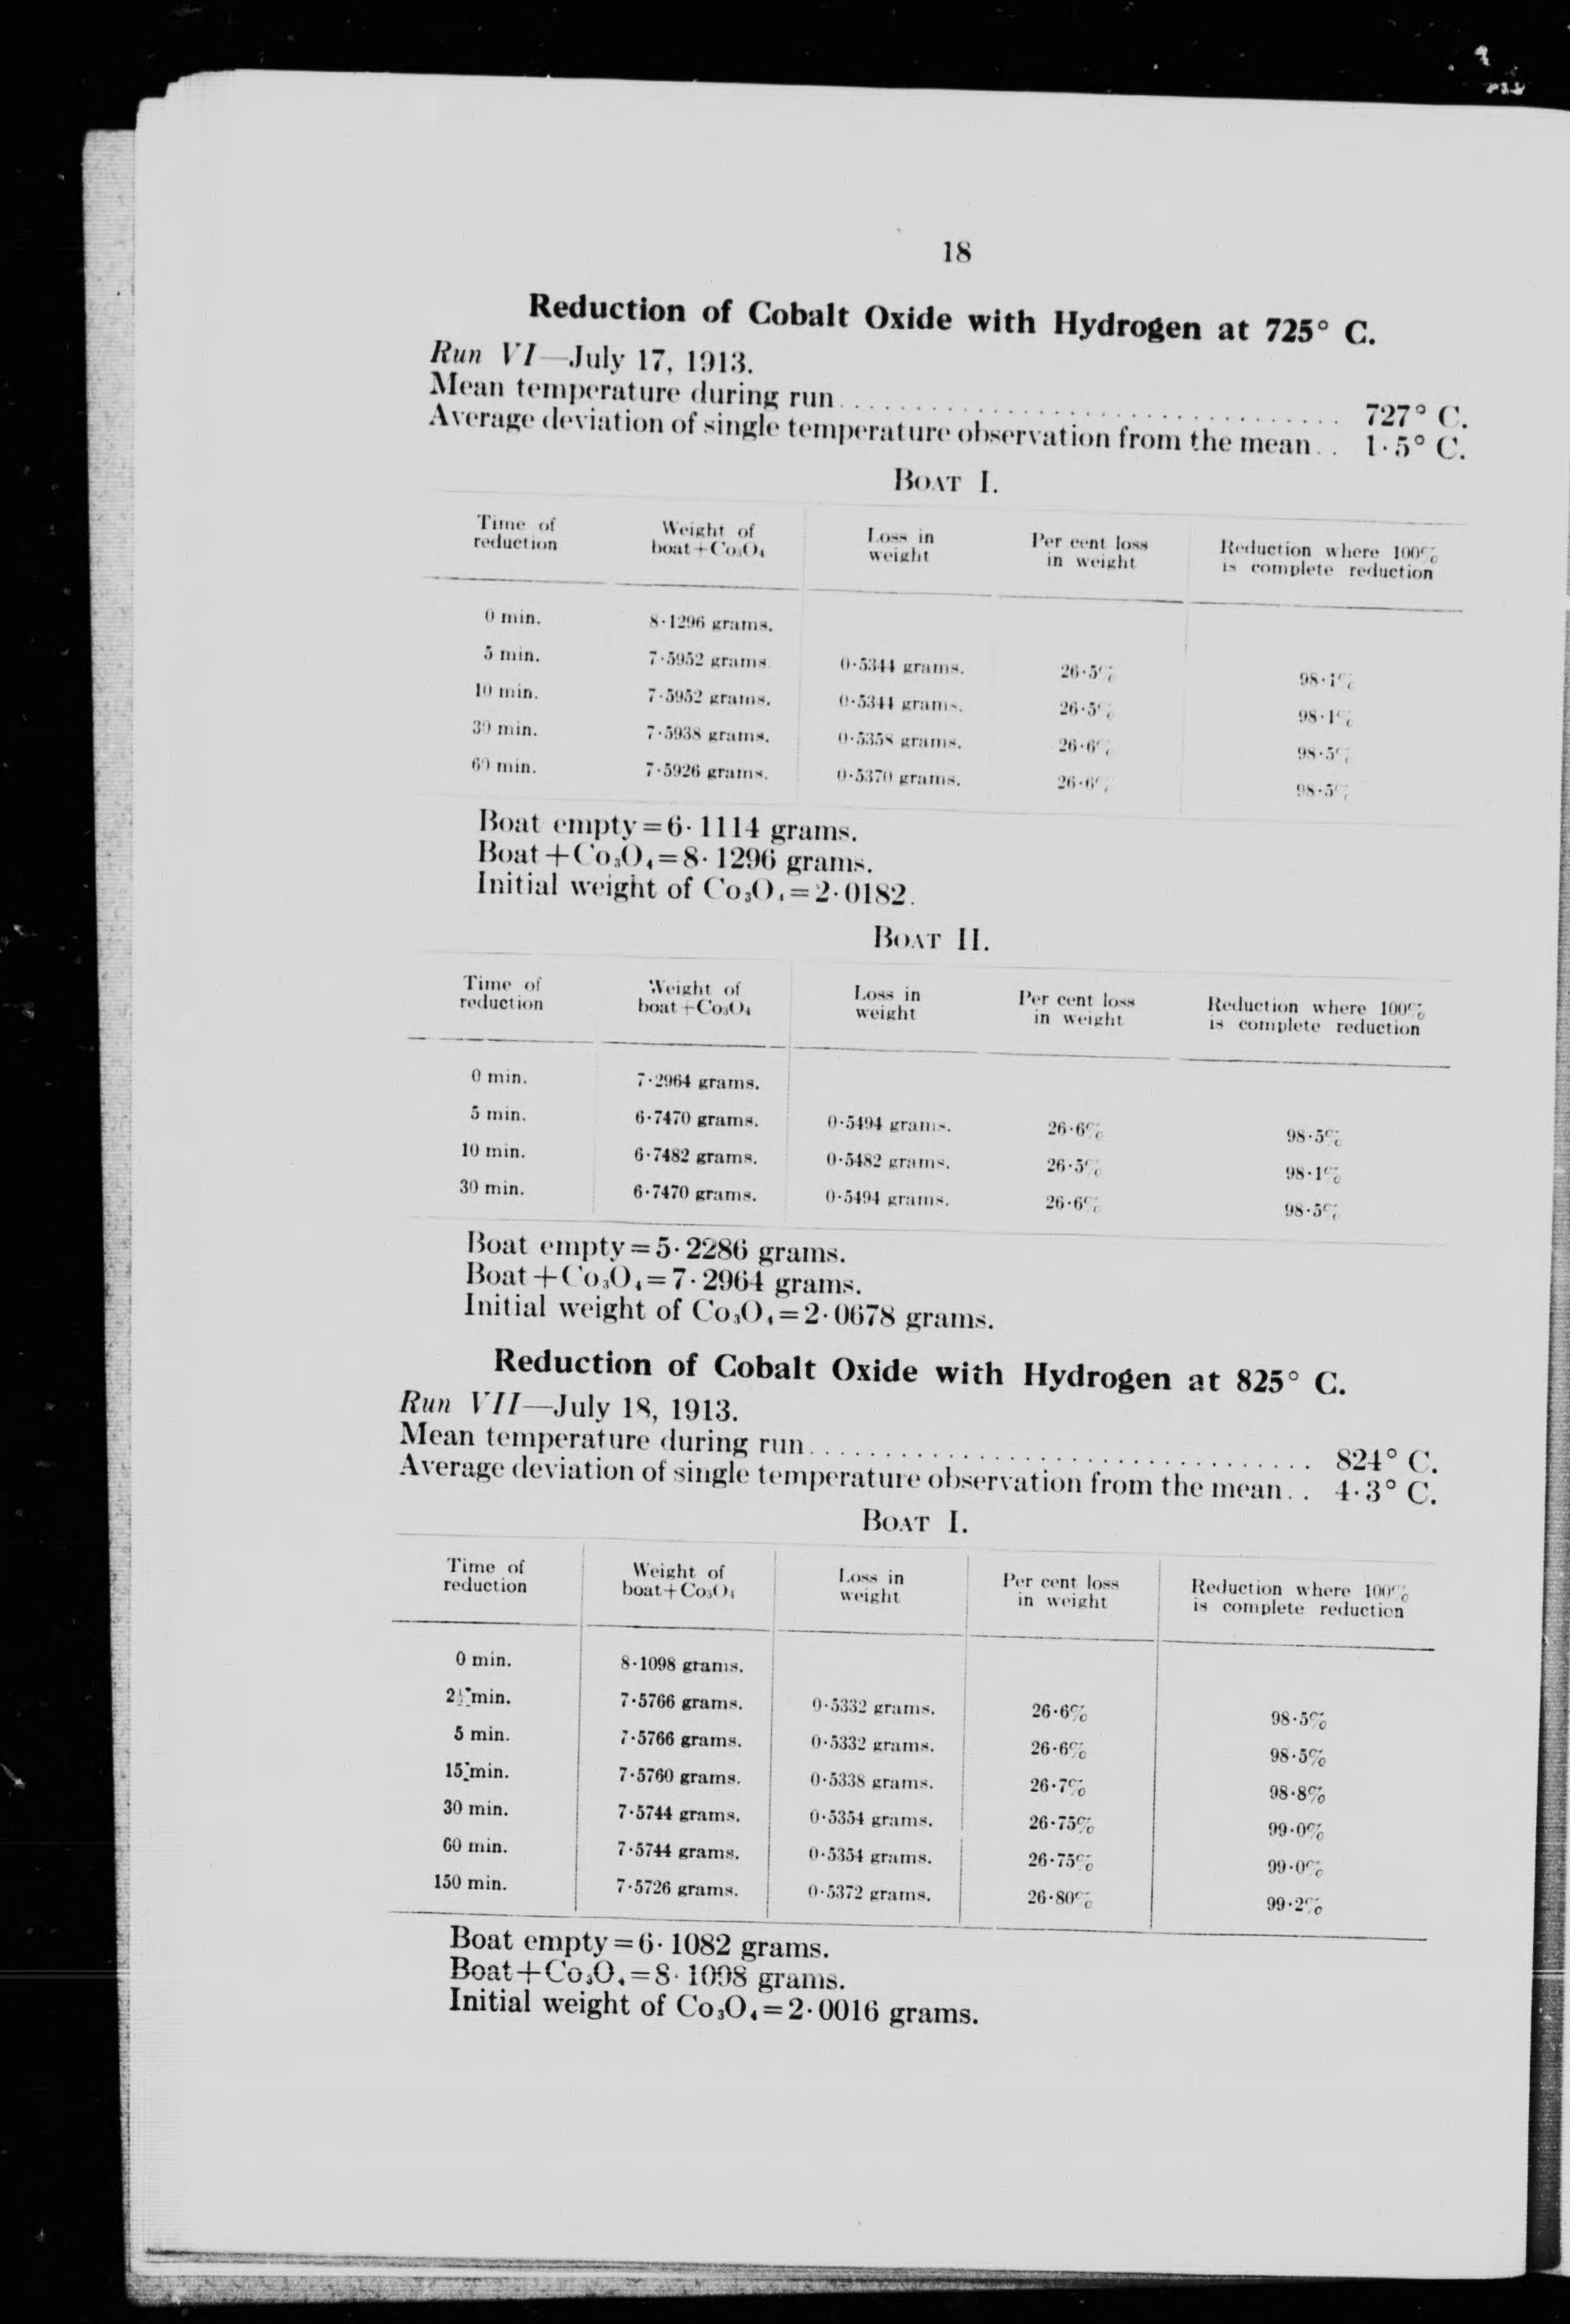 18
Reduction of Cobalt Oxide with Hydrogen at 725° C.
Run VI—July 17, 1913.
Mean temperature during run.................................. 727° C.
Average deviation of single temperature observation from the mean.. 1·5° C.
BOAT I.
Time of reduction | Weight of boat+Co₃O₄ | Loss in weight | Per cent loss in weight | Reduction where 100% is complete reduction
0 min. 8·1296 grams.
5 min. 7·5952 grams. 0·5344 grams. 26·5% 98·1%
10 min. 7·5952 grams. 0·5344 grams. 26·5% 98·1%
30 min. 7·5938 grams. 0·5358 grams. 26·6% 98·5%
60 min. 7·5926 grams. 0·5370 grams. 26·6% 98·5%
Boat empty=6·1114 grams.
Boat+Co₃O₄=8·1296 grams.
Initial weight of Co₃O₄=2·0182.
BOAT II.
Time of reduction | Weight of boat+Co₃O₄ | Loss in weight | Per cent loss in weight | Reduction where 100% is complete reduction
0 min. 7·2964 grams.
5 min. 6·7470 grams. 0·5494 grams. 26·6% 98·5%
10 min. 6·7482 grams. 0·5482 grams. 26·5% 98·1%
30 min. 6·7470 grams. 0·5494 grams. 26·6% 98·5%
Boat empty=5·2286 grams.
Boat+Co₃O₄=7·2964 grams.
Initial weight of Co₃O₄=2·0678 grams.
Reduction of Cobalt Oxide with Hydrogen at 825° C.
Run VII—July 18, 1913.
Mean temperature during run.................................. 824° C.
Average deviation of single temperature observation from the mean.. 4·3° C.
BOAT I.
Time of reduction | Weight of boat+Co₃O₄ | Loss in weight | Per cent loss in weight | Reduction where 100% is complete reduction
0 min. 8·1098 grams.
2½ min. 7·5766 grams. 0·5332 grams. 26·6% 98·5%
5 min. 7·5766 grams. 0·5332 grams. 26·6% 98·5%
15 min. 7·5760 grams. 0·5338 grams. 26·7% 98·8%
30 min. 7·5744 grams. 0·5354 grams. 26·75% 99·0%
60 min. 7·5744 grams. 0·5354 grams. 26·75% 99·0%
150 min. 7·5726 grams. 0·5372 grams. 26·80% 99·2%
Boat empty=6·1082 grams.
Boat+Co₃O₄=8·1098 grams.
Initial weight of Co₃O₄=2·0016 grams.